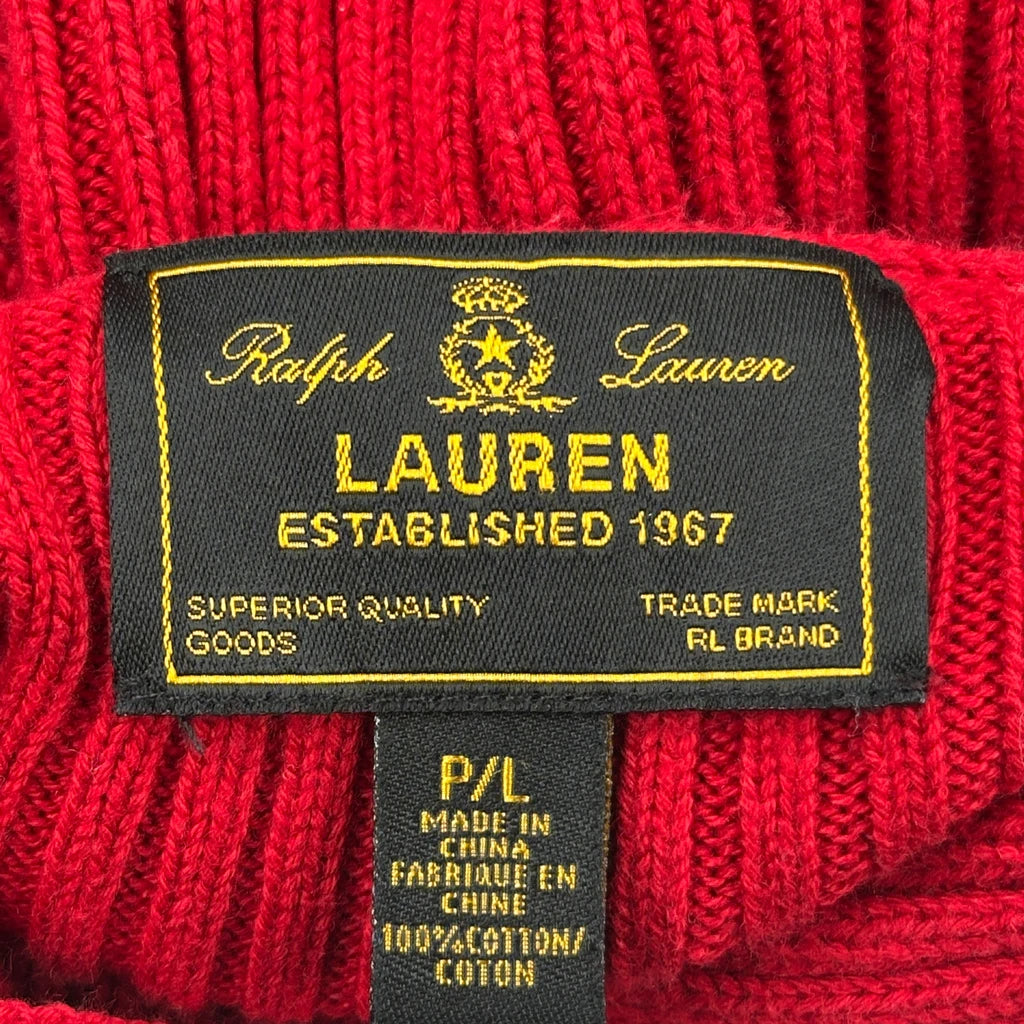 Ralph Lauren
LAUREN
ESTABLISHED 1967
SUPERIOR QUALITY
GOODS
TRADE MARK
RL BRAND
P/L
MADE IN
CHINA
FABRIQUE EN
CHINE
100%COTTON/
COTON